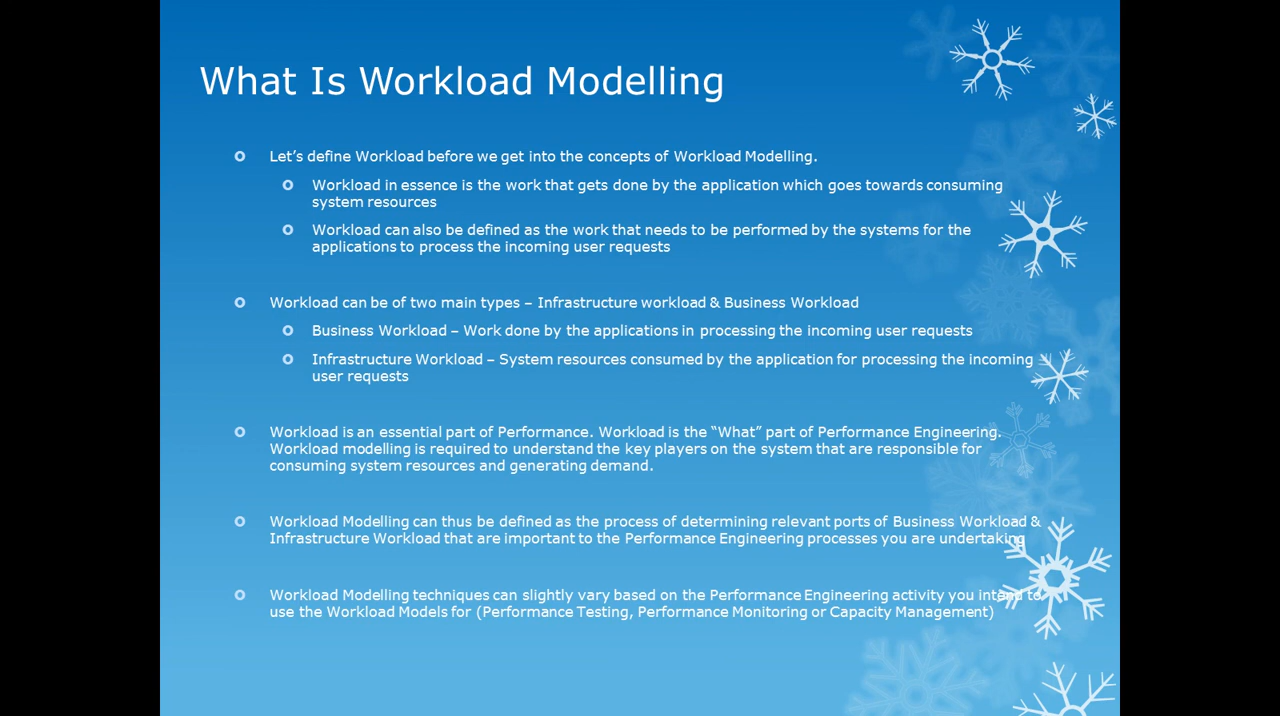 What Is Workload Modelling
Let's define Workload before we get into the concepts of Workload Modelling.
Workload in essence is the work that gets done by the application which goes towards consuming
system resources
Workload can also be defined as the work that needs to be performed by the systems for the
applications to process the incoming user requests
Workload can be of two main types – Infrastructure workload & Business Workload
Business Workload – Work done by the applications in processing the incoming user requests
Infrastructure Workload – System resources consumed by the application for processing the incoming
user requests
Workload is an essential part of Performance. Workload is the “What” part of Performance Engineering.
Workload modelling is required to understand the key players on the system that are responsible for
consuming system resources and generating demand.
Workload Modelling can thus be defined as the process of determining relevant ports of Business Workload &
Infrastructure Workload that are important to the Performance Engineering processes you are undertaking
Workload Modelling techniques can slightly vary based on the Performance Engineering activity you intend to
use the Workload Models for (Performance Testing, Performance Monitoring or Capacity Management)